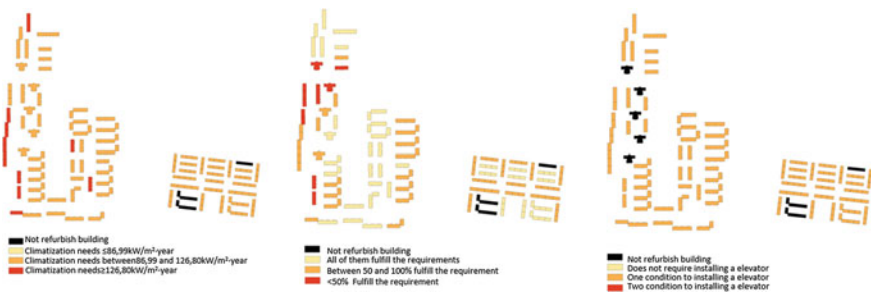 Not refurbish building
Climatization needs ≤86,99kW/m²-year
Climatization needs between86,99 and 126,80kW/m²-year
Climatization needs≥126,80kW/m²-year
Not refurbish building
All of them fulfill the requirements
Between 50 and 100% fulfill the requirement
<50% Fulfill the requirement
Not refurbish building
Does not require installing a elevator
One condition to installing a elevator
Two condition to installing a elevator